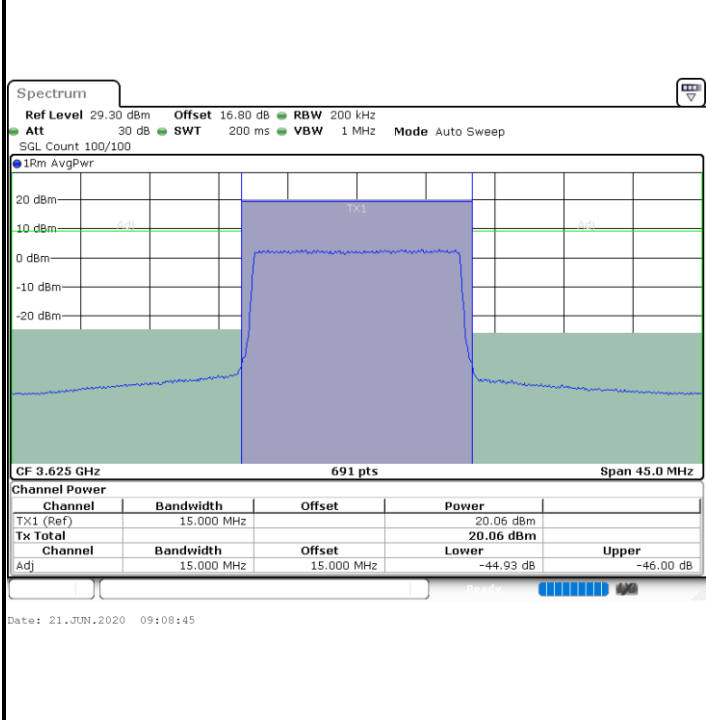 Spectrum
Ref Level 29.30 dBm Offset 16.80 dB RBW 200 kHz
Att 30 dB SWT 200 ms VBW 1 MHz Mode Auto Sweep
SGL Count 100/100
1Rm AvgPwr
TX1
20 dBm
Adj Adj
10 dBm
0 dBm
-10 dBm
-20 dBm
CF 3.625 GHz 691 pts Span 45.0 MHz
Channel Power
Channel Bandwidth Offset Power
TX1 (Ref) 15.000 MHz 20.06 dBm
Tx Total 20.06 dBm
Channel Bandwidth Offset Lower Upper
Adj 15.000 MHz 15.000 MHz -44.93 dB -46.00 dB
Ready
Date: 21.JUN.2020 09:08:45